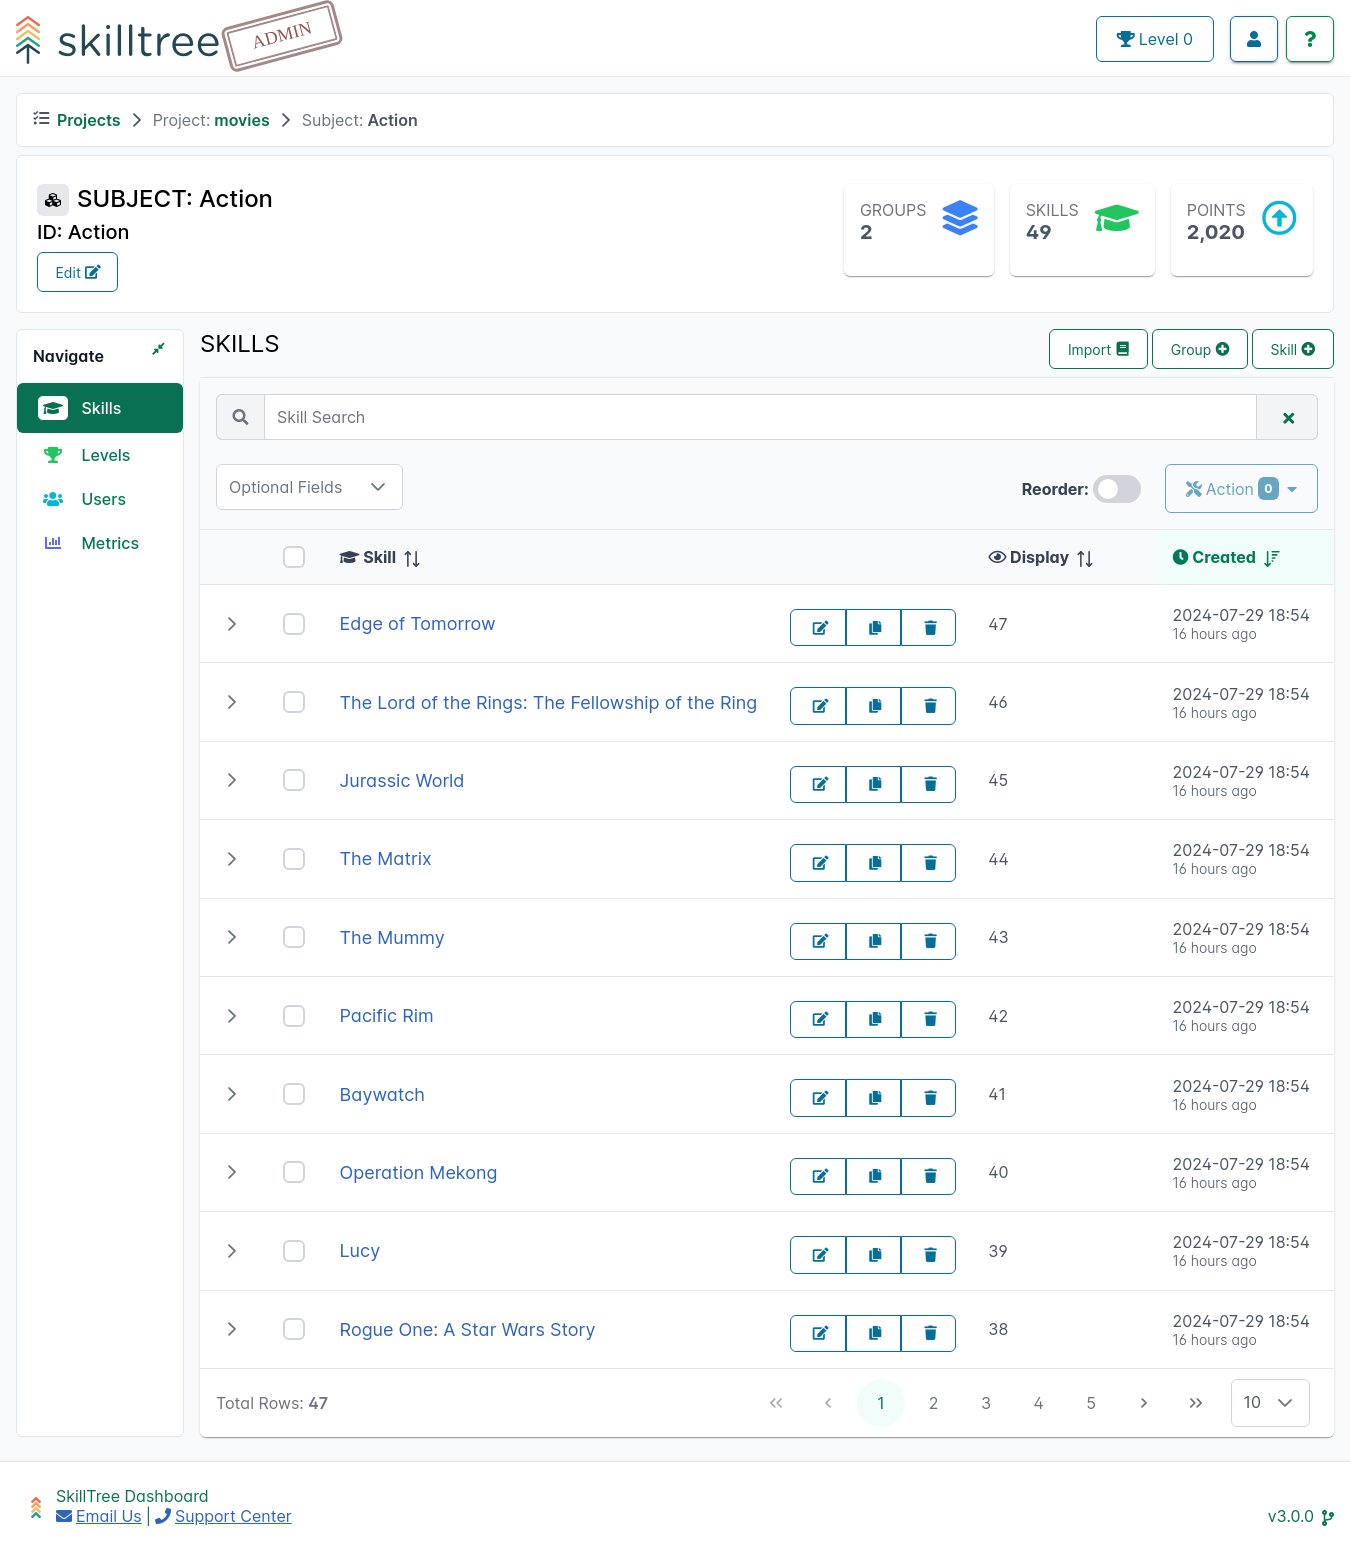 skilltree ADMIN Level 0
Projects Project: movies Subject: Action
SUBJECT: Action
ID: Action
Edit
GROUPS
2
SKILLS
49
POINTS
2,020
Navigate
Skills
Levels
Users
Metrics
SKILLS
Import Group Skill
Skill Search
Optional Fields Reorder: Action 0
Skill Display Created
Edge of Tomorrow 47 2024-07-29 18:54
16 hours ago
The Lord of the Rings: The Fellowship of the Ring 46 2024-07-29 18:54
16 hours ago
Jurassic World 45 2024-07-29 18:54
16 hours ago
The Matrix 44 2024-07-29 18:54
16 hours ago
The Mummy 43 2024-07-29 18:54
16 hours ago
Pacific Rim 42 2024-07-29 18:54
16 hours ago
Baywatch 41 2024-07-29 18:54
16 hours ago
Operation Mekong 40 2024-07-29 18:54
16 hours ago
Lucy 39 2024-07-29 18:54
16 hours ago
Rogue One: A Star Wars Story 38 2024-07-29 18:54
16 hours ago
Total Rows: 47 1 2 3 4 5 10
SkillTree Dashboard
Email Us | Support Center v3.0.0